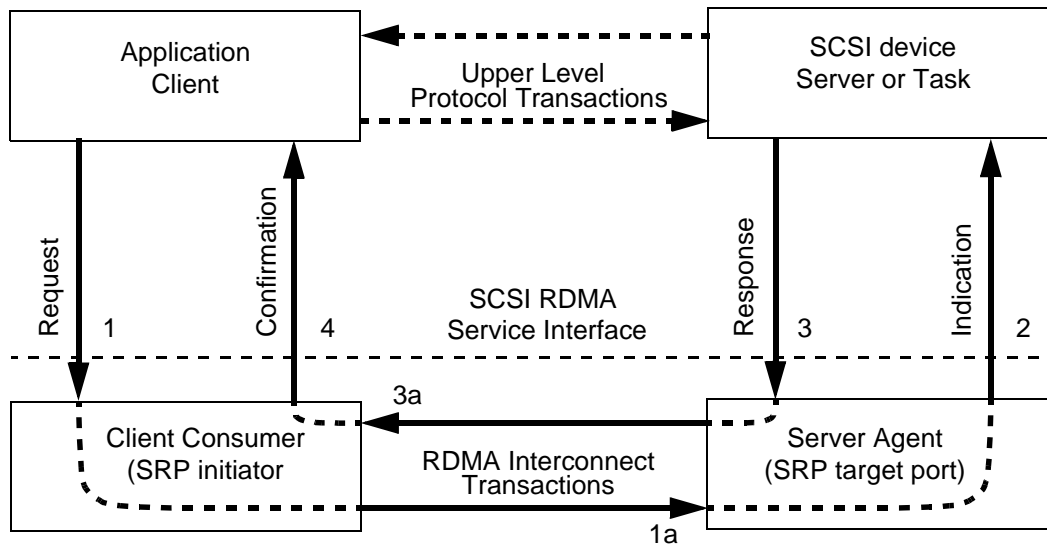 Application
Client
Upper Level
Protocol Transactions
SCSI device
Server or Task
Request
1
Confirmation
4
SCSI RDMA
Service Interface
Response
3
Indication
2
3a
Client Consumer
(SRP initiator
RDMA Interconnect
Transactions
1a
Server Agent
(SRP target port)